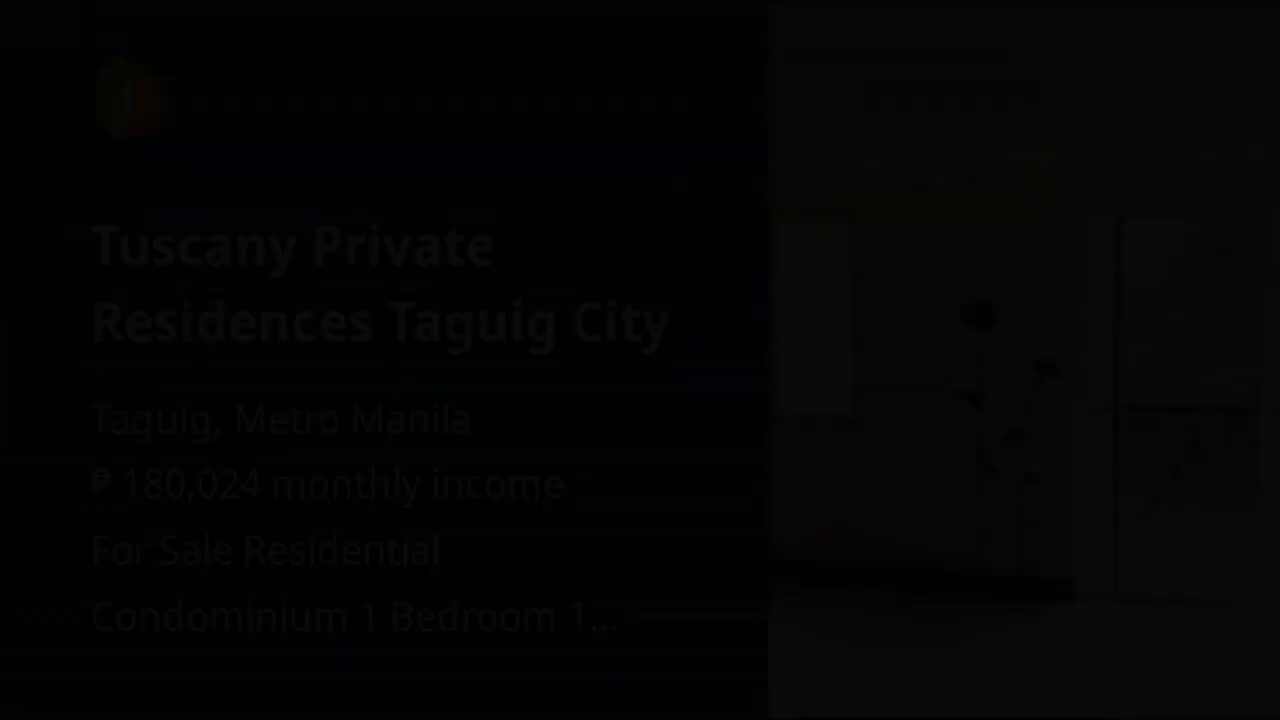 Tuscany Private
Residences Taguig City
Taguig, Metro Manila
₱ 180,024 monthly income
For Sale Residential
Condominium 1 Bedroom 1...